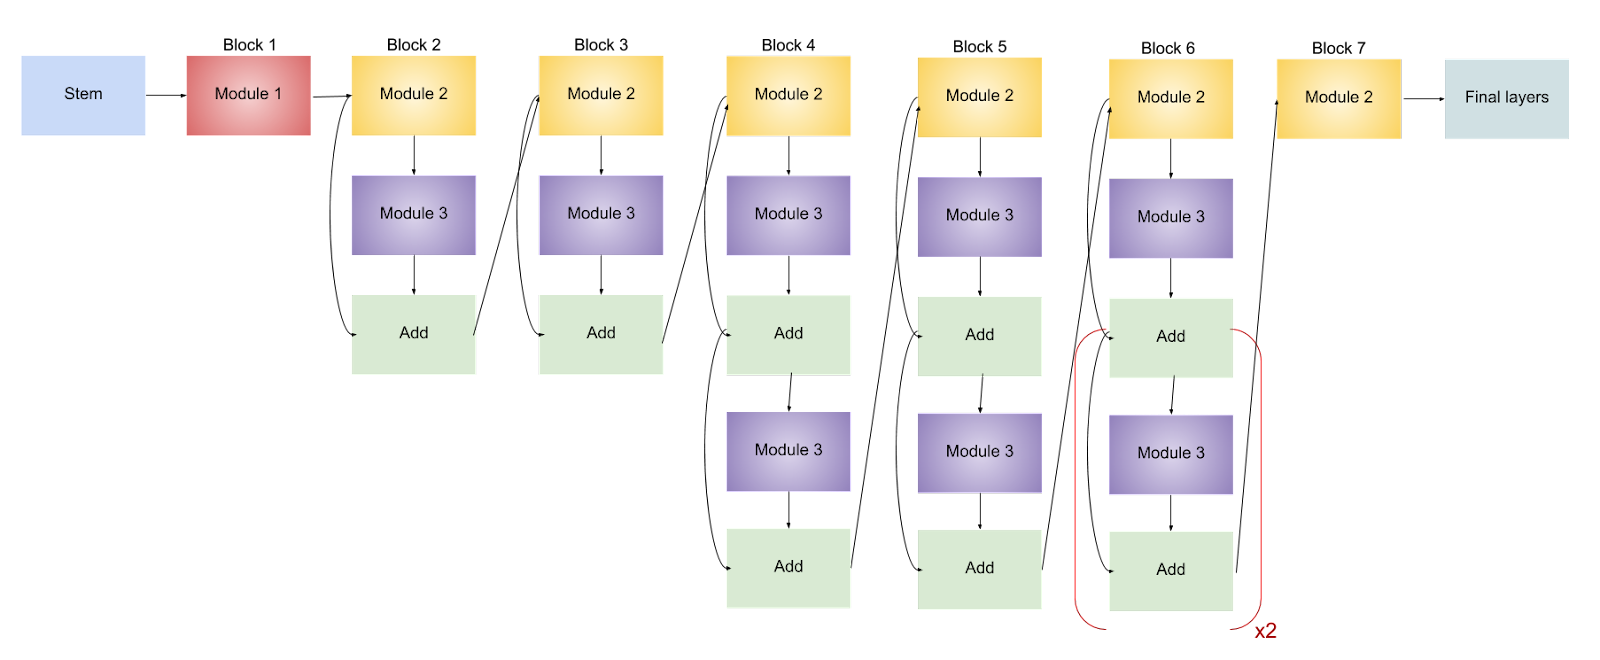 Block 1
Block 2
Block 3
Block 4
Block 5
Block 6
Block 7
Stem
Module 1
Module 2
Module 2
Module 2
Module 2
Module 2
Module 2
Final layers
Module 3
Module 3
Module 3
Module 3
Module 3
Add
Add
Add
Add
Add
Module 3
Module 3
Module 3
Add
Add
Add
x2